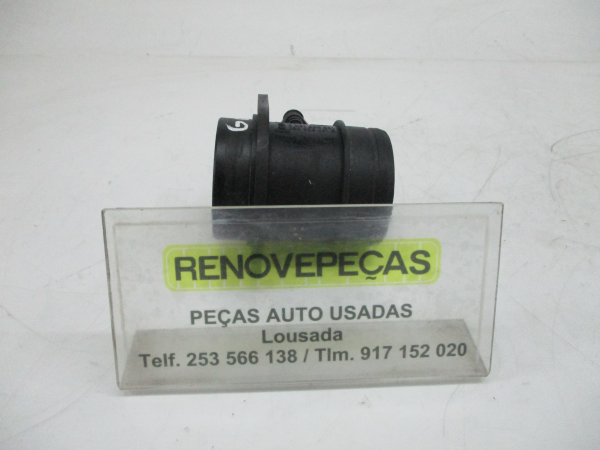 G
RENOVEPEÇAS
PEÇAS AUTO USADAS
Lousada
Telf. 253 566 138 / Tlm. 917 152 020